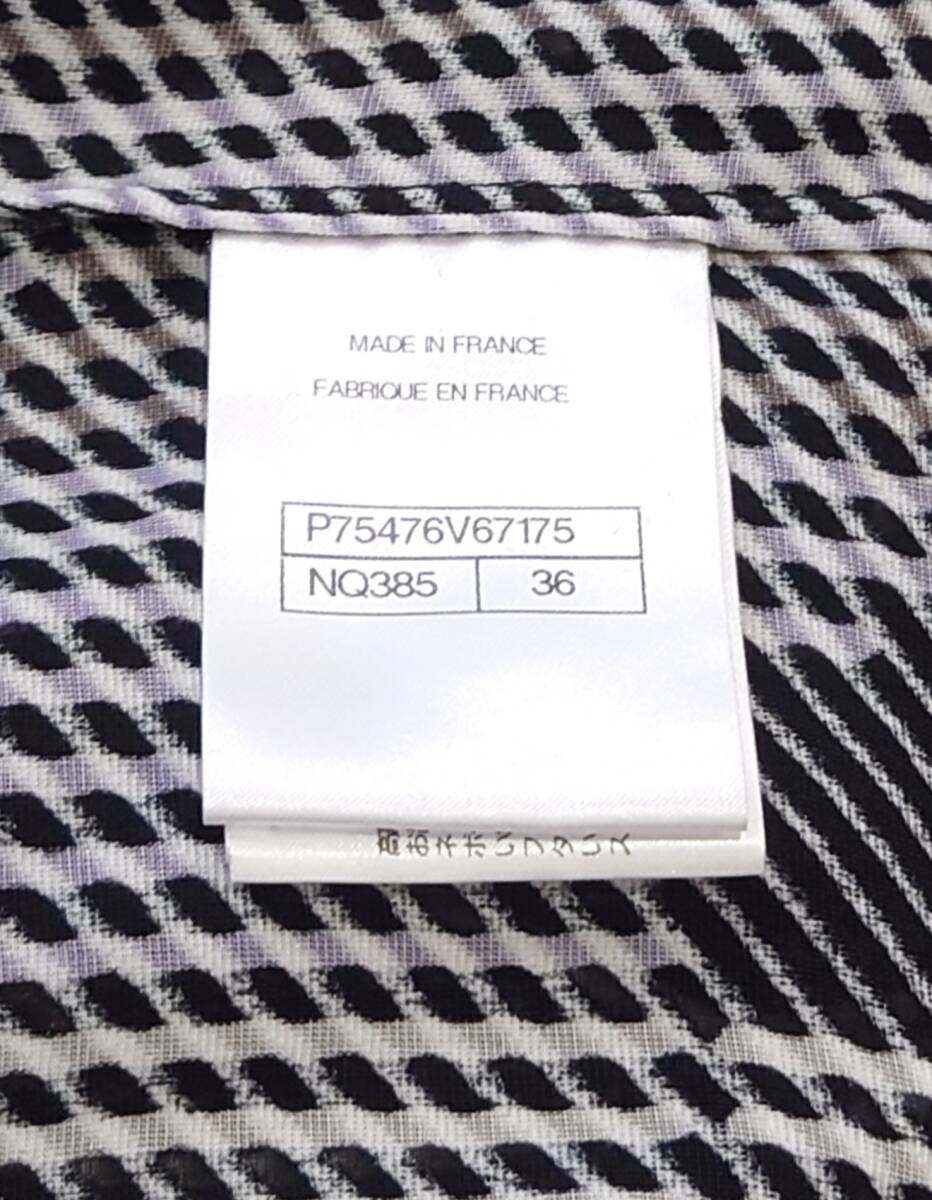 MADE IN FRANCE
FABRIQUE EN FRANCE
P75476V67175
NQ385 36